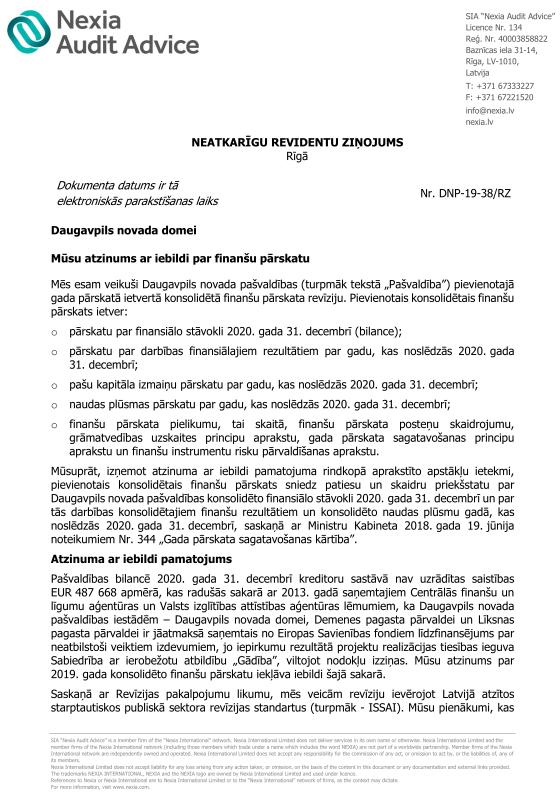 Nexia
Audit Advice
SIA “Nexia Audit Advice”
Licence Nr. 134
Reģ. Nr. 40003858822
Baznīcas iela 31-14,
Rīga, LV-1010,
Latvija
T: +371 67333227
F: +371 67221520
info@nexia.lv
nexia.lv
NEATKARĪGU REVIDENTU ZIŅOJUMS
Rīgā
Dokumenta datums ir tā
elektroniskās parakstīšanas laiks
Nr. DNP-19-38/RZ
Daugavpils novada domei
Mūsu atzinums ar iebildi par finanšu pārskatu
Mēs esam veikuši Daugavpils novada pašvaldības (turpmāk tekstā „Pašvaldība”) pievienotajā
gada pārskatā ietvertā konsolidētā finanšu pārskata revīziju. Pievienotais konsolidētais finanšu
pārskats ietver:
o pārskatu par finansiālo stāvokli 2020. gada 31. decembrī (bilance);
o pārskatu par darbības finansiālajiem rezultātiem par gadu, kas noslēdzās 2020. gada
31. decembrī;
o pašu kapitāla izmaiņu pārskatu par gadu, kas noslēdzās 2020. gada 31. decembrī;
o naudas plūsmas pārskatu par gadu, kas noslēdzās 2020. gada 31. decembrī;
o finanšu pārskata pielikumu, tai skaitā, finanšu pārskata posteņu skaidrojumu,
grāmatvedības uzskaites principu aprakstu, gada pārskata sagatavošanas principu
aprakstu un finanšu instrumentu risku pārvaldīšanas aprakstu.
Mūsuprāt, izņemot atzinuma ar iebildi pamatojuma rindkopā aprakstīto apstākļu ietekmi,
pievienotais konsolidētais finanšu pārskats sniedz patiesu un skaidru priekšstatu par
Daugavpils novada pašvaldības konsolidēto finansiālo stāvokli 2020. gada 31. decembrī un par
tās darbības konsolidētajiem finanšu rezultātiem un konsolidēto naudas plūsmu gadā, kas
noslēdzās 2020. gada 31. decembrī, saskaņā ar Ministru Kabineta 2018. gada 19. jūnija
noteikumiem Nr. 344 „Gada pārskata sagatavošanas kārtība”.
Atzinuma ar iebildi pamatojums
Pašvaldības bilancē 2020. gada 31. decembrī kreditoru sastāvā nav uzrādītas saistības
EUR 487 668 apmērā, kas radušās sakarā ar 2013. gadā saņemtajiem Centrālās finanšu un
līgumu aģentūras un Valsts izglītības attīstības aģentūras lēmumiem, ka Daugavpils novada
pašvaldības iestādēm – Daugavpils novada domei, Demenes pagasta pārvaldei un Līksnas
pagasta pārvaldei ir jāatmaksā saņemtais no Eiropas Savienības fondiem līdzfinansējums par
neatbilstoši veiktiem izdevumiem, jo iepirkumu rezultātā projektu realizācijas tiesības ieguva
Sabiedrība ar ierobežotu atbildību „Gādība”, viltojot nodokļu izziņas. Mūsu atzinums par
2019. gada konsolidēto finanšu pārskatu iekļāva iebildi šajā sakarā.
Saskaņā ar Revīzijas pakalpojumu likumu, mēs veicām revīziju ievērojot Latvijā atzītos
starptautiskos publiskā sektora revīzijas standartus (turpmāk - ISSAI). Mūsu pienākumi, kas
SIA “Nexia Audit Advice” is a member firm of the “Nexia International” network. Nexia International Limited does not deliver services in its own name or otherwise. Nexia International Limited and the
member firms of the Nexia International network (including those members which trade under a name which includes the word NEXIA) are not part of a worldwide partnership. Member firms of the Nexia
International network are independently owned and operated. Nexia International Limited does not accept any responsibility for the commission of any act, or omission to act by, or the liabilities of, any of
its members.
Nexia International Limited does not accept liability for any loss arising from any action taken, or omission, on the basis of the content in this document or any documentation and external links provided.
The trademarks NEXIA INTERNATIONAL, NEXIA and the NEXIA logo are owned by Nexia International Limited and used under licence.
References to Nexia or Nexia International are to Nexia International Limited or to the “Nexia International” network of firms, as the context may dictate.
For more information, visit www.nexia.com.